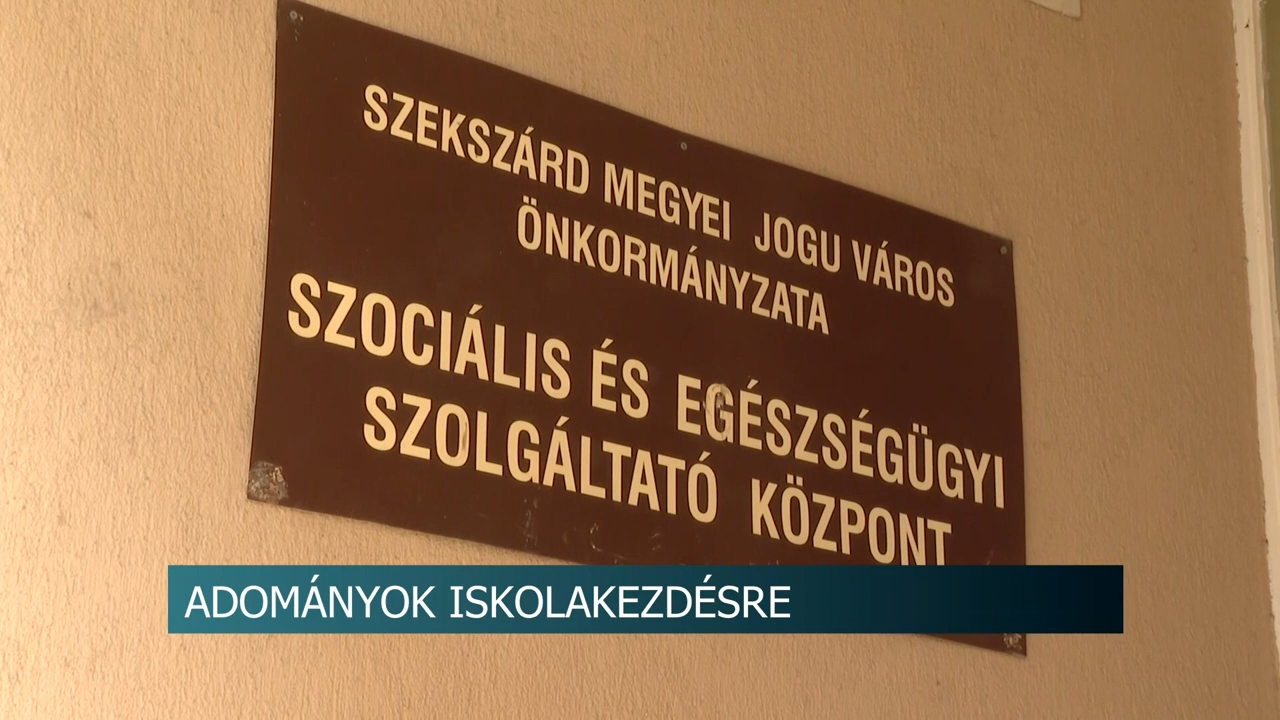 SZEKSZÁRD MEGYEI JOGU VÁROS
ÖNKORMÁNYZATA
SZOCIÁLIS ÉS EGÉSZSÉGÜGYI
SZOLGÁLTATÓ KÖZPONT
ADOMÁNYOK ISKOLAKEZDÉSRE